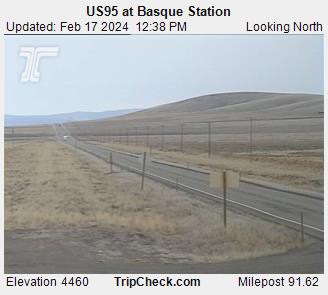 US95 at Basque Station
Updated: Feb 17 2024 12:38 PM Looking North
Elevation 4460 TripCheck.com Milepost 91.62